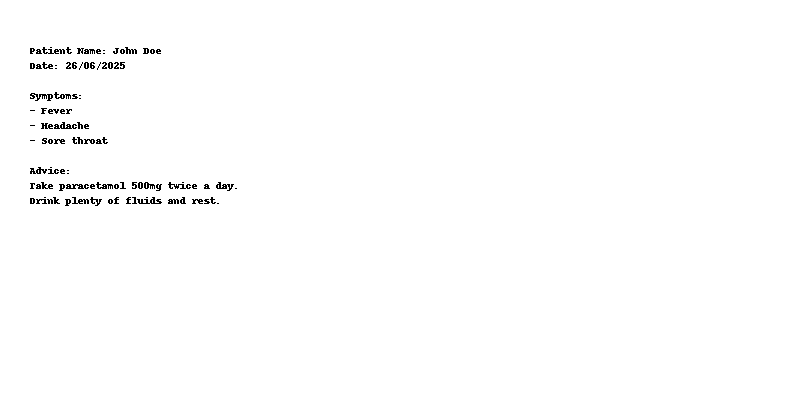 Patient Name: John Doe
Date: 26/06/2025
Symptoms:
- Fever
- Headache
- Sore throat
Advice:
Take paracetamol 500mg twice a day.
Drink plenty of fluids and rest.